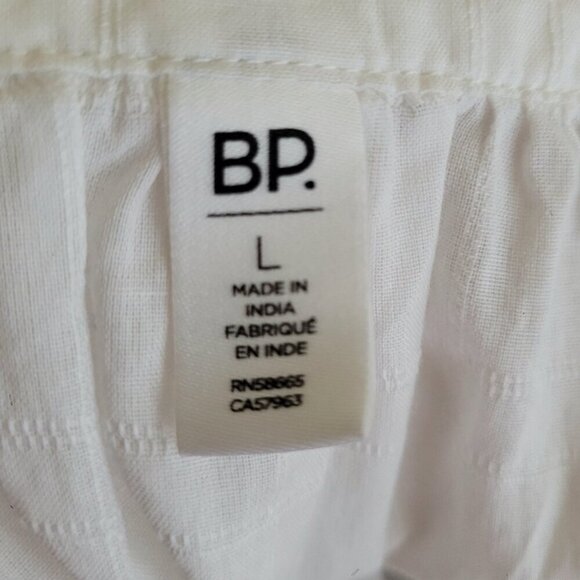 BP.
L
MADE IN
INDIA
FABRIQUÉ
EN INDE
RN58665
CA57963